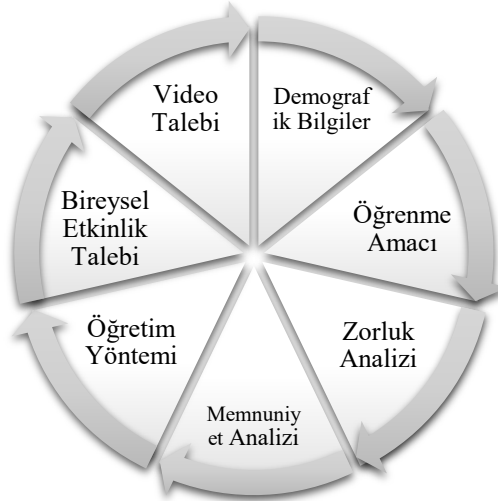 Demograf
ik Bilgiler
Öğrenme
Amacı
Zorluk
Analizi
Memnuniy
et Analizi
Öğretim
Yöntemi
Bireysel
Etkinlik
Talebi
Video
Talebi